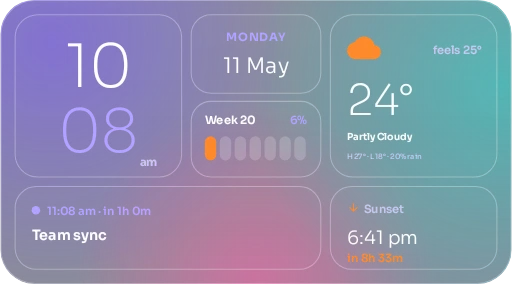 10
08
am
MONDAY
11 May
Week 20
6%
feels 25°
24°
Partly Cloudy
H 27° · L 18° · 20% rain
11:08 am · in 1h 0m
Team sync
↓ Sunset
6:41 pm
in 8h 33m